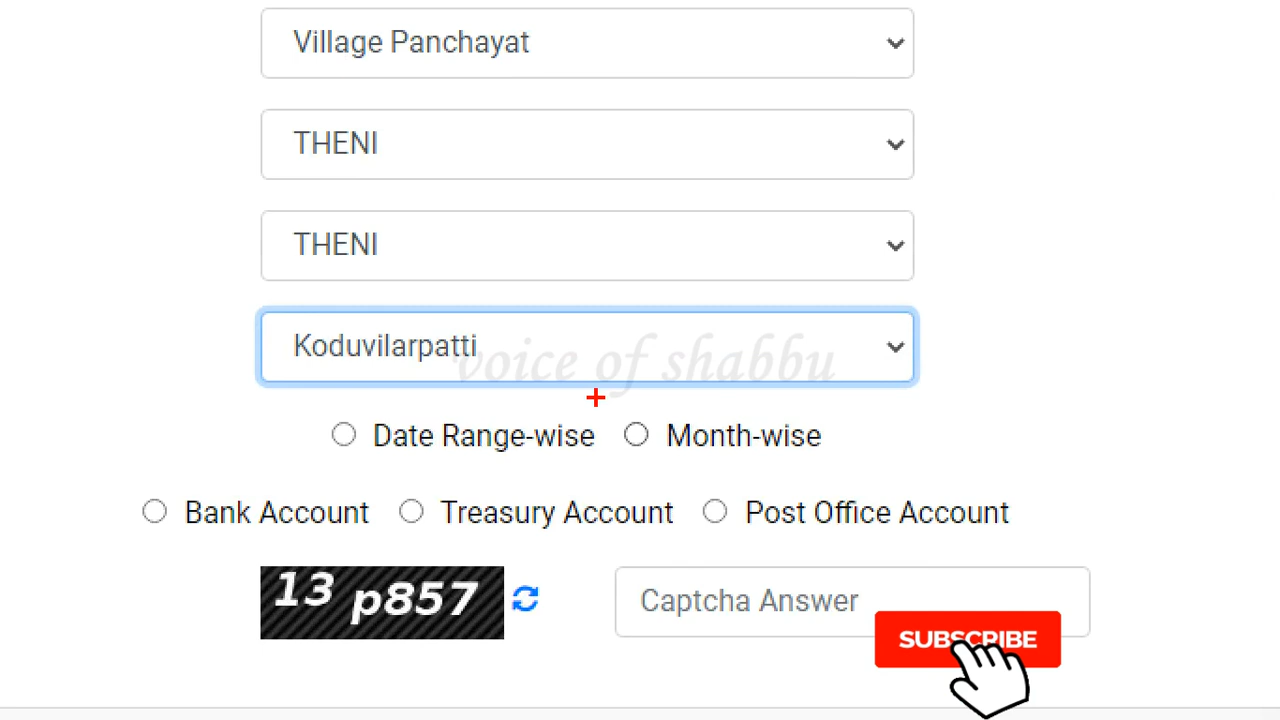 Village Panchayat
THENI
THENI
Koduvilarpatti
voice of shabbu
Date Range-wise Month-wise
Bank Account Treasury Account Post Office Account
13 p857 Captcha Answer
SUBSCRIBE